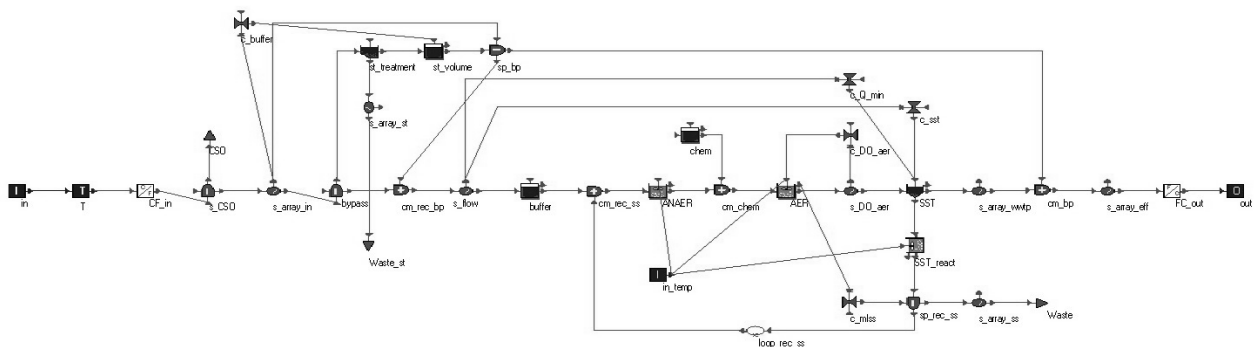 c_buffer
st_treatment
st_volume
sp_bp
c_Q_min
s_array_st
c_sst
CSO
chem
c_DO_aer
I
T
C
F
in
T
CF_in
s_CSO
s_array_in
bypass
cm_rec_bp
s_flow
buffer
cm_rec_ss
ANAER
cm_chem
AER
s_DO_aer
SST
s_array_wwtp
cm_bp
s_array_eff
FC_out
O
out
Waste_st
SST_react
I
in_temp
c_mlss
sp_rec_ss
s_array_ss
Waste
loop_rec_ss